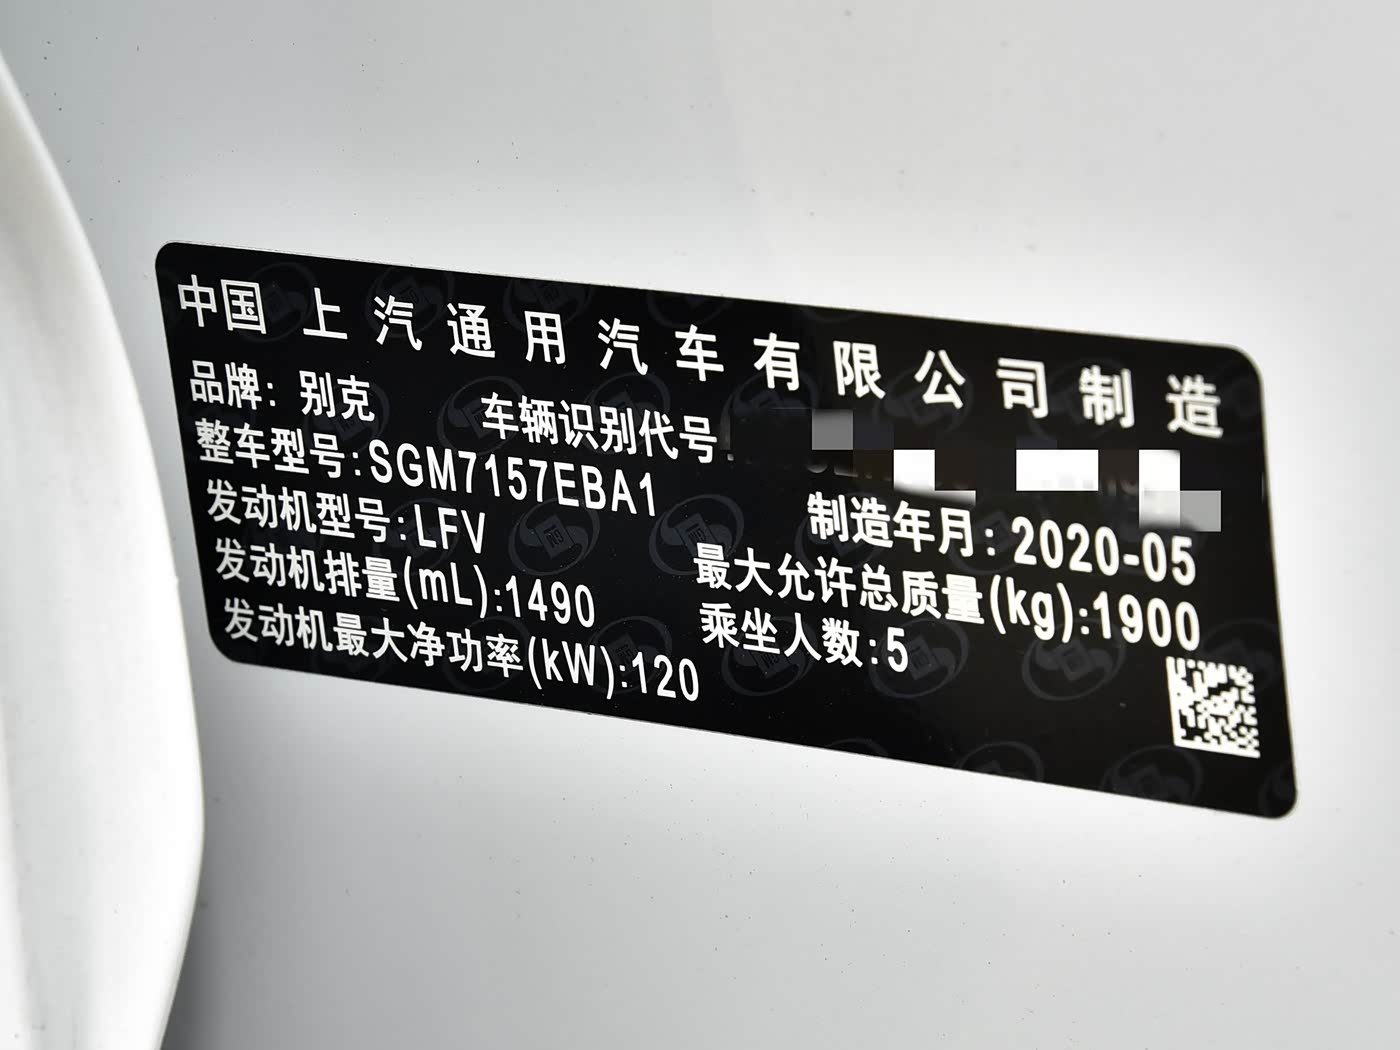 中国 上汽通用汽车有限公司制造
品牌: 别克 车辆识别代号:
整车型号:SGM7157EBA1 制造年月: 2020-05
发动机型号:LFV 最大允许总质量(kg):1900
发动机排量(mL):1490 乘坐人数:5
发动机最大净功率(kW):120